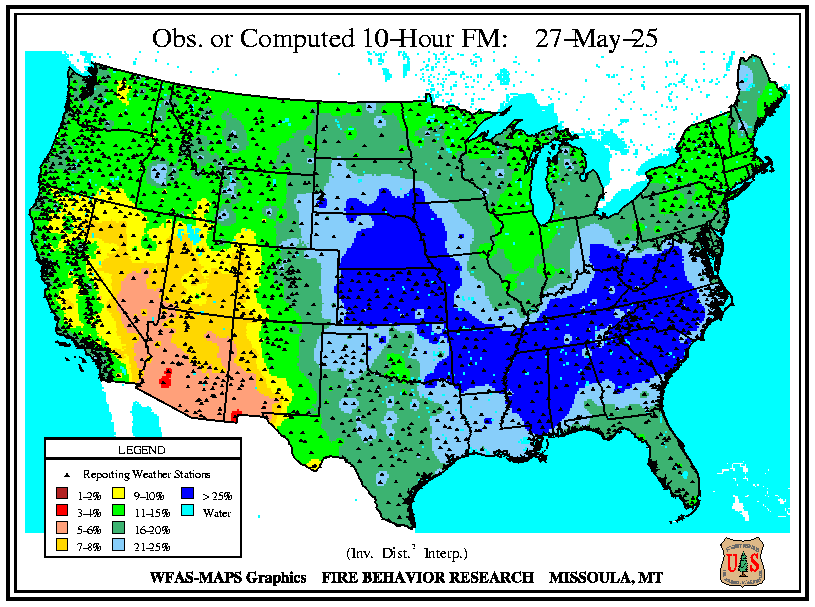 Obs. or Computed 10-Hour FM: 27-May-25
LEGEND
Reporting Weather Stations
1-2% 9-10% > 25%
3-4% 11-15% Water
5-6% 16-20%
7-8% 21-25%
(Inv. Dist.² Interp.)
WFAS-MAPS Graphics FIRE BEHAVIOR RESEARCH MISSOULA, MT
U S